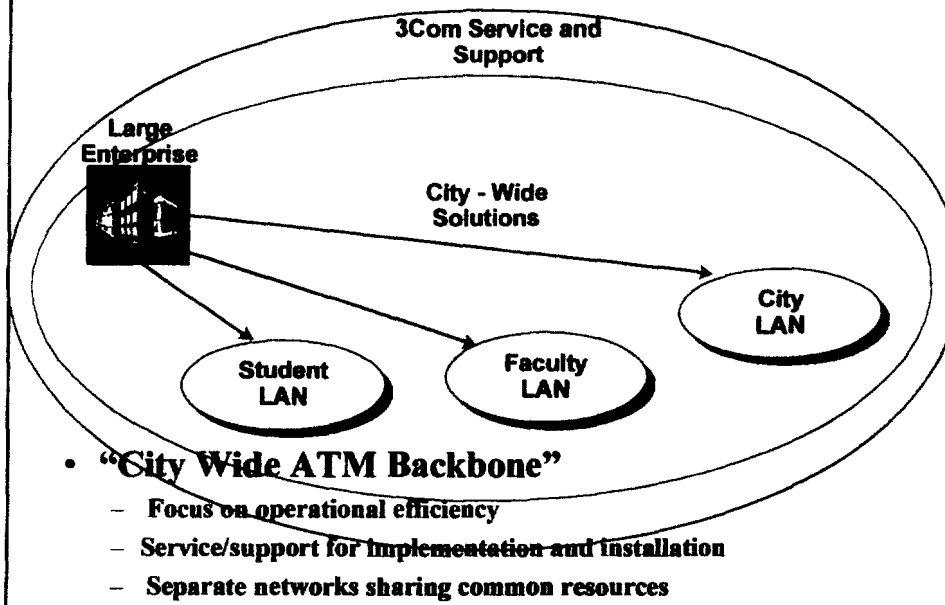 3Com Service and
Support
Large
Enterprise
City - Wide
Solutions
City
LAN
Faculty
LAN
Student
LAN
• “City Wide ATM Backbone”
– Focus on operational efficiency
– Service/support for implementation and installation
– Separate networks sharing common resources